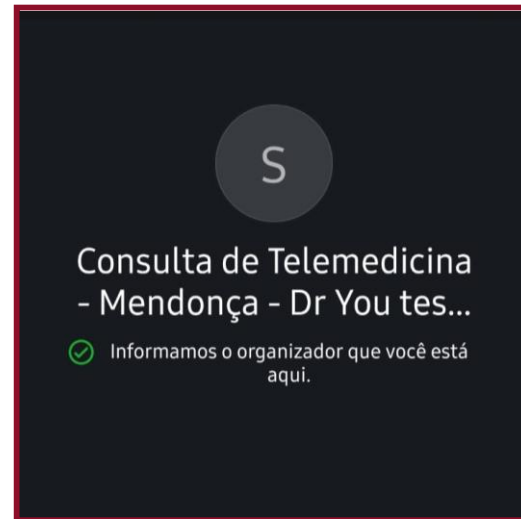 S
Consulta de Telemedicina
- Mendonça - Dr You tes...
Informamos o organizador que você está
aqui.